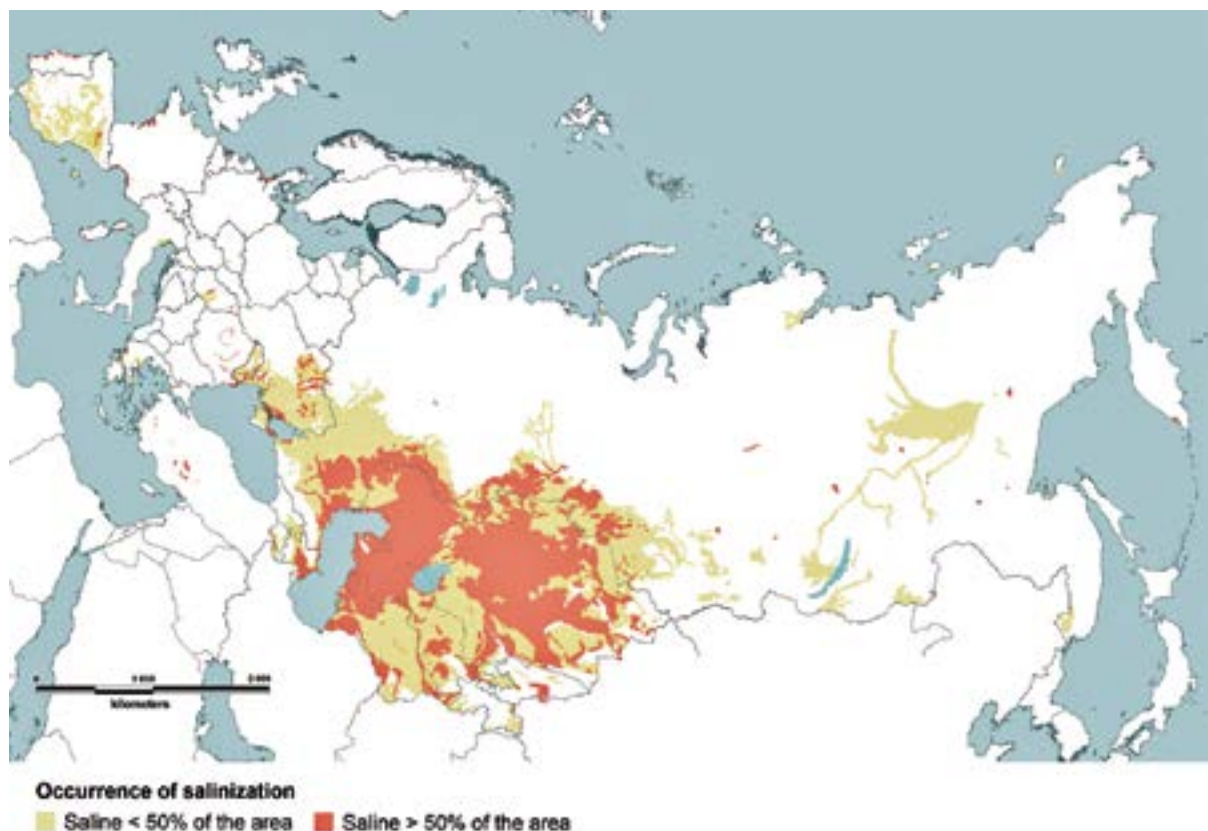 kilometers
Occurrence of salinization
Saline < 50% of the area
Saline > 50% of the area